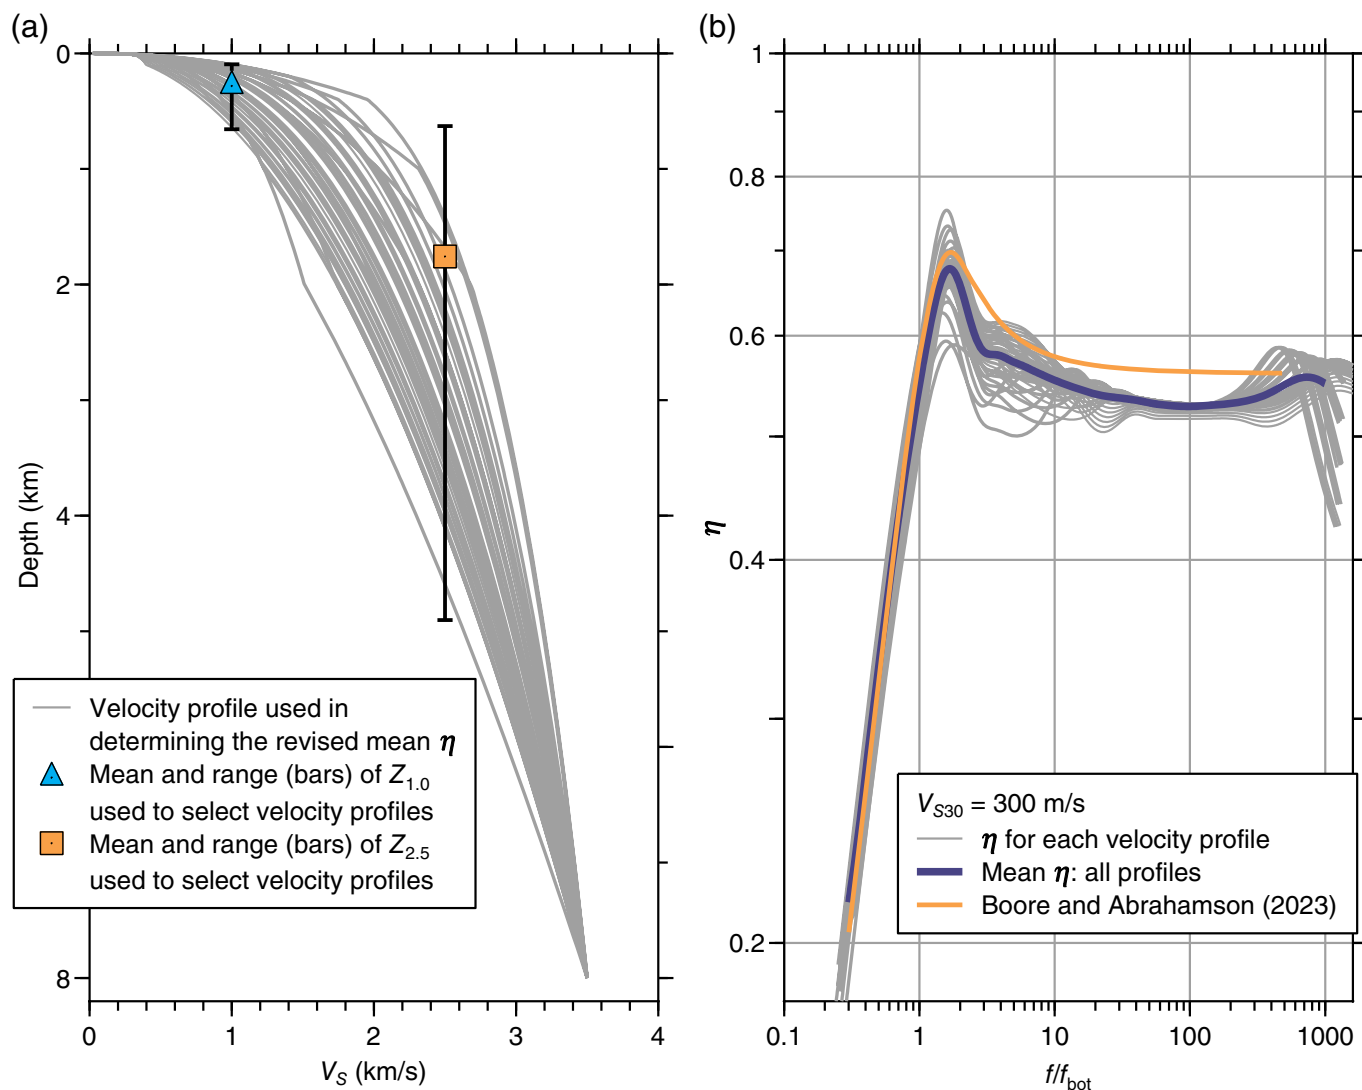 (a)
0
2
4
6
8
Depth (km)
0
1
2
3
4
V_S (km/s)
Velocity profile used in
determining the revised mean η
Mean and range (bars) of Z_1.0
used to select velocity profiles
Mean and range (bars) of Z_2.5
used to select velocity profiles
(b)
1
0.8
0.6
0.4
0.2
η
0.1
1
10
100
1000
f/f_bot
V_S30 = 300 m/s
η for each velocity profile
Mean η: all profiles
Boore and Abrahamson (2023)